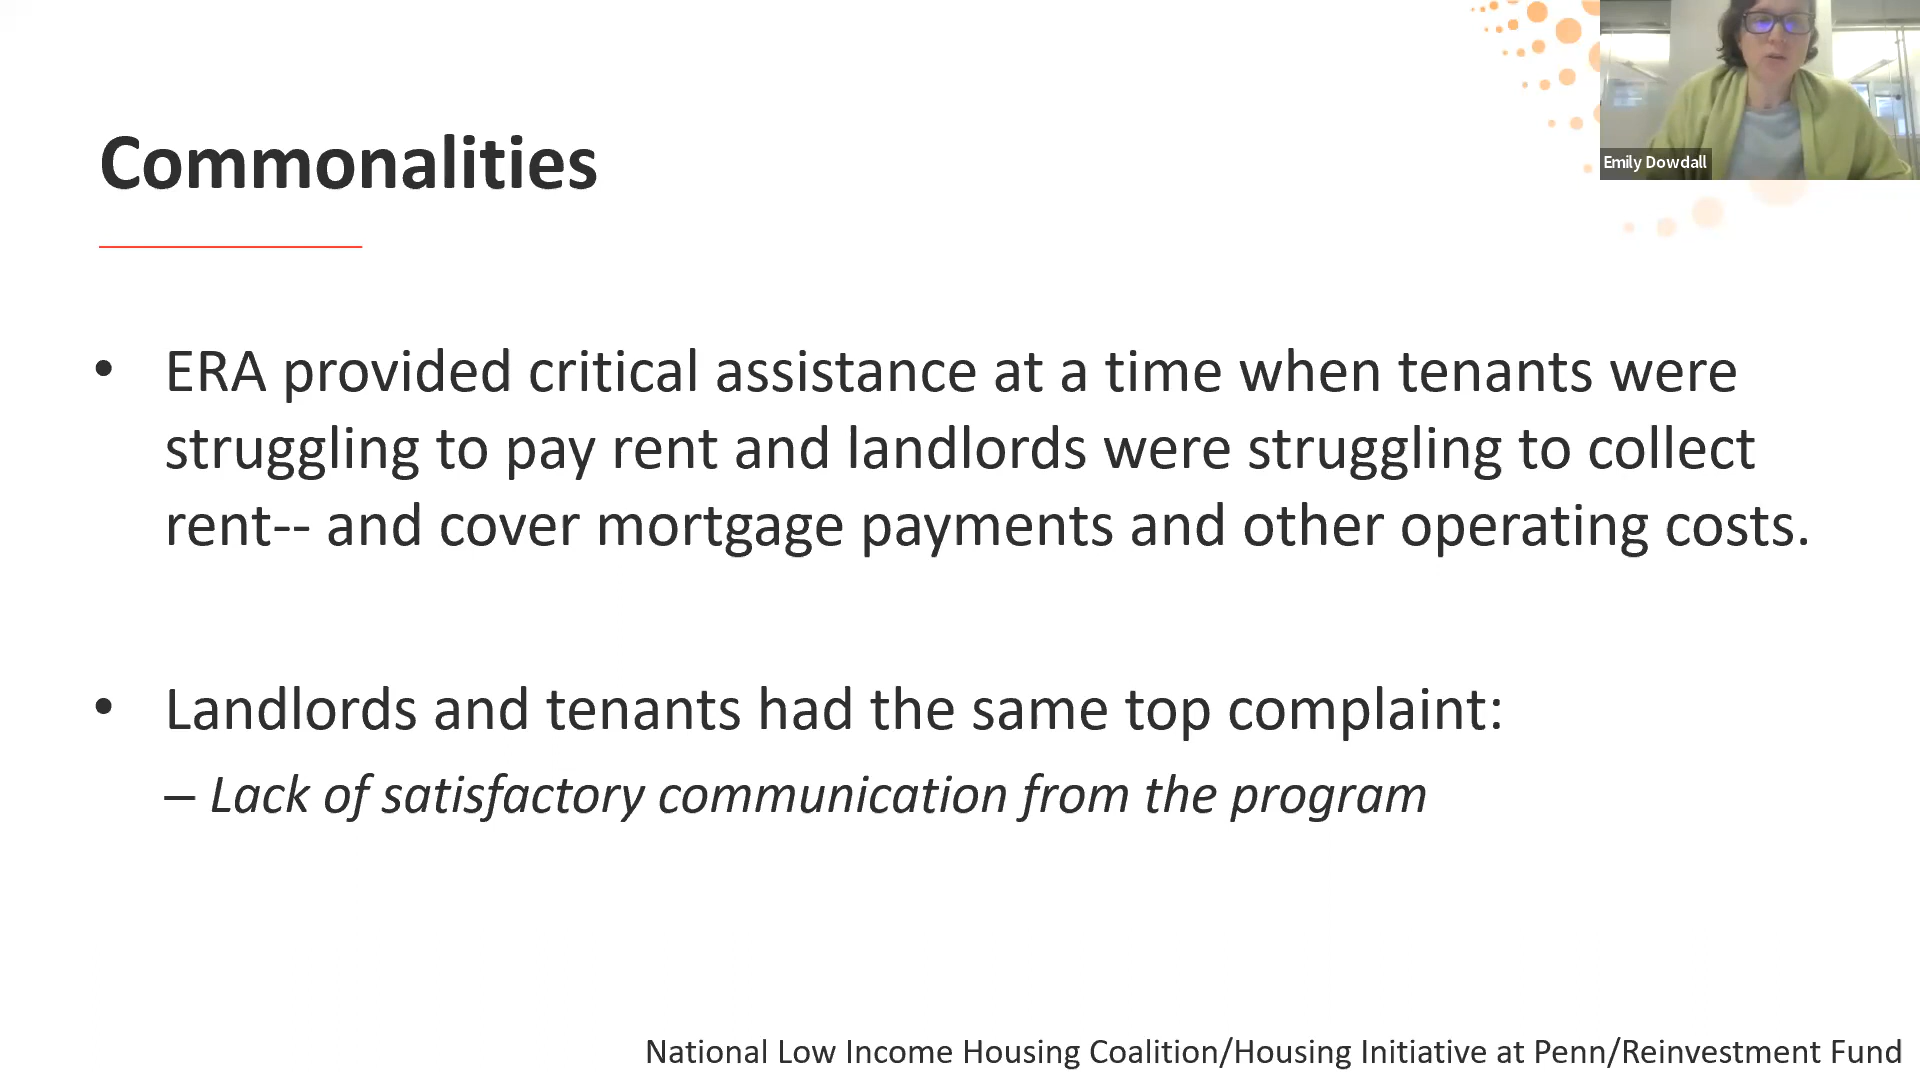 Commonalities
Emily Dowdall
• ERA provided critical assistance at a time when tenants were
struggling to pay rent and landlords were struggling to collect
rent-- and cover mortgage payments and other operating costs.
• Landlords and tenants had the same top complaint:
– Lack of satisfactory communication from the program
National Low Income Housing Coalition/Housing Initiative at Penn/Reinvestment Fund